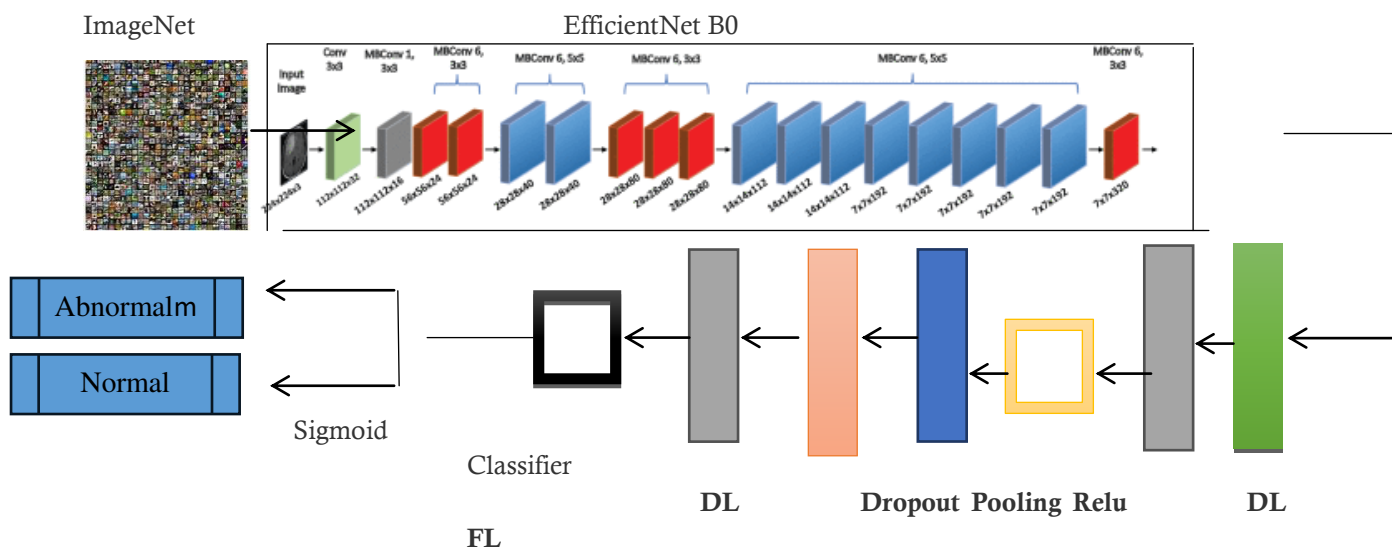 ImageNet
EfficientNet B0
Input
Image
Conv
3x3
MBConv 1,
3x3
MBConv 6,
3x3
MBConv 6, 5x5
MBConv 6, 3x3
MBConv 6, 5x5
MBConv 6,
3x3
224x224x3
112x112x32
112x112x16
56x56x24
56x56x24
28x28x40
28x28x40
28x28x80
28x28x80
28x28x80
14x14x112
14x14x112
14x14x112
7x7x192
7x7x192
7x7x192
7x7x192
7x7x192
7x7x320
Abnormalm
Normal
Sigmoid
Classifier
FL
DL
Dropout Pooling Relu
DL